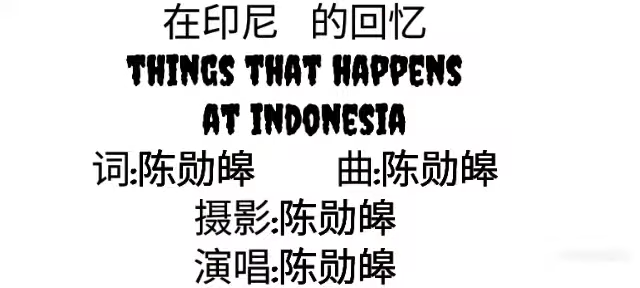 在印尼 的回忆
THINGS THAT HAPPENS
AT INDONESIA
词:陈勋皞 曲:陈勋皞
摄影:陈勋皞
演唱:陈勋皞